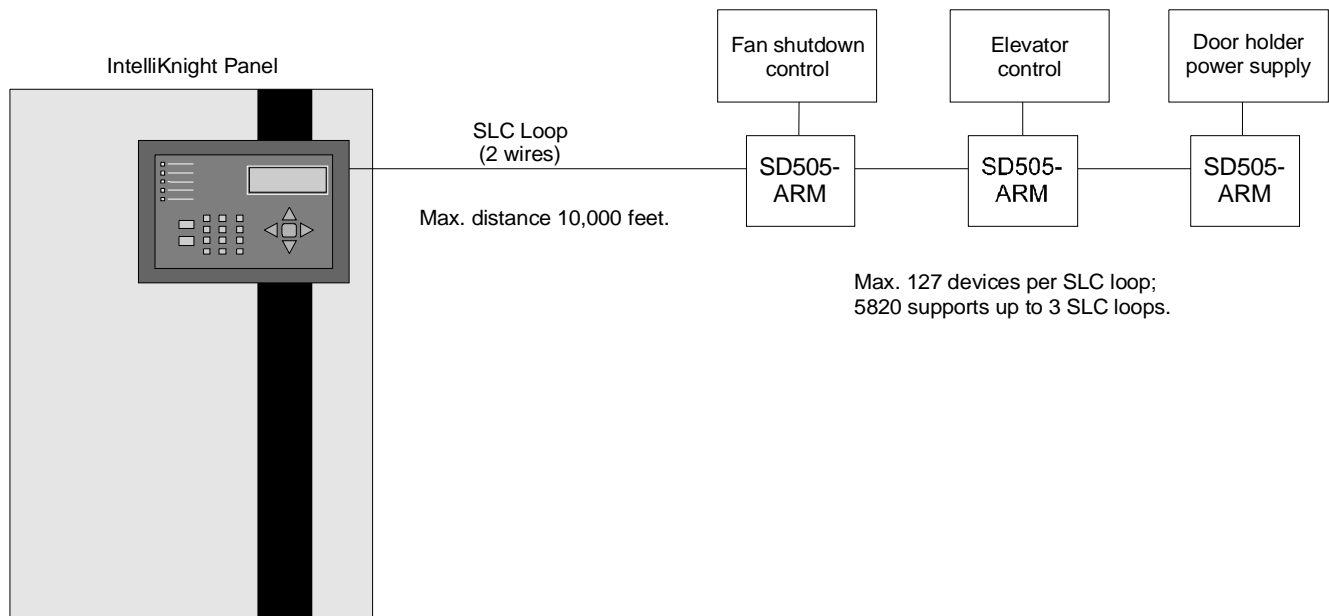 IntelliKnight Panel
SLC Loop
(2 wires)
Max. distance 10,000 feet.
Fan shutdown
control
Elevator
control
Door holder
power supply
SD505-
ARM
SD505-
ARM
SD505-
ARM
Max. 127 devices per SLC loop;
5820 supports up to 3 SLC loops.